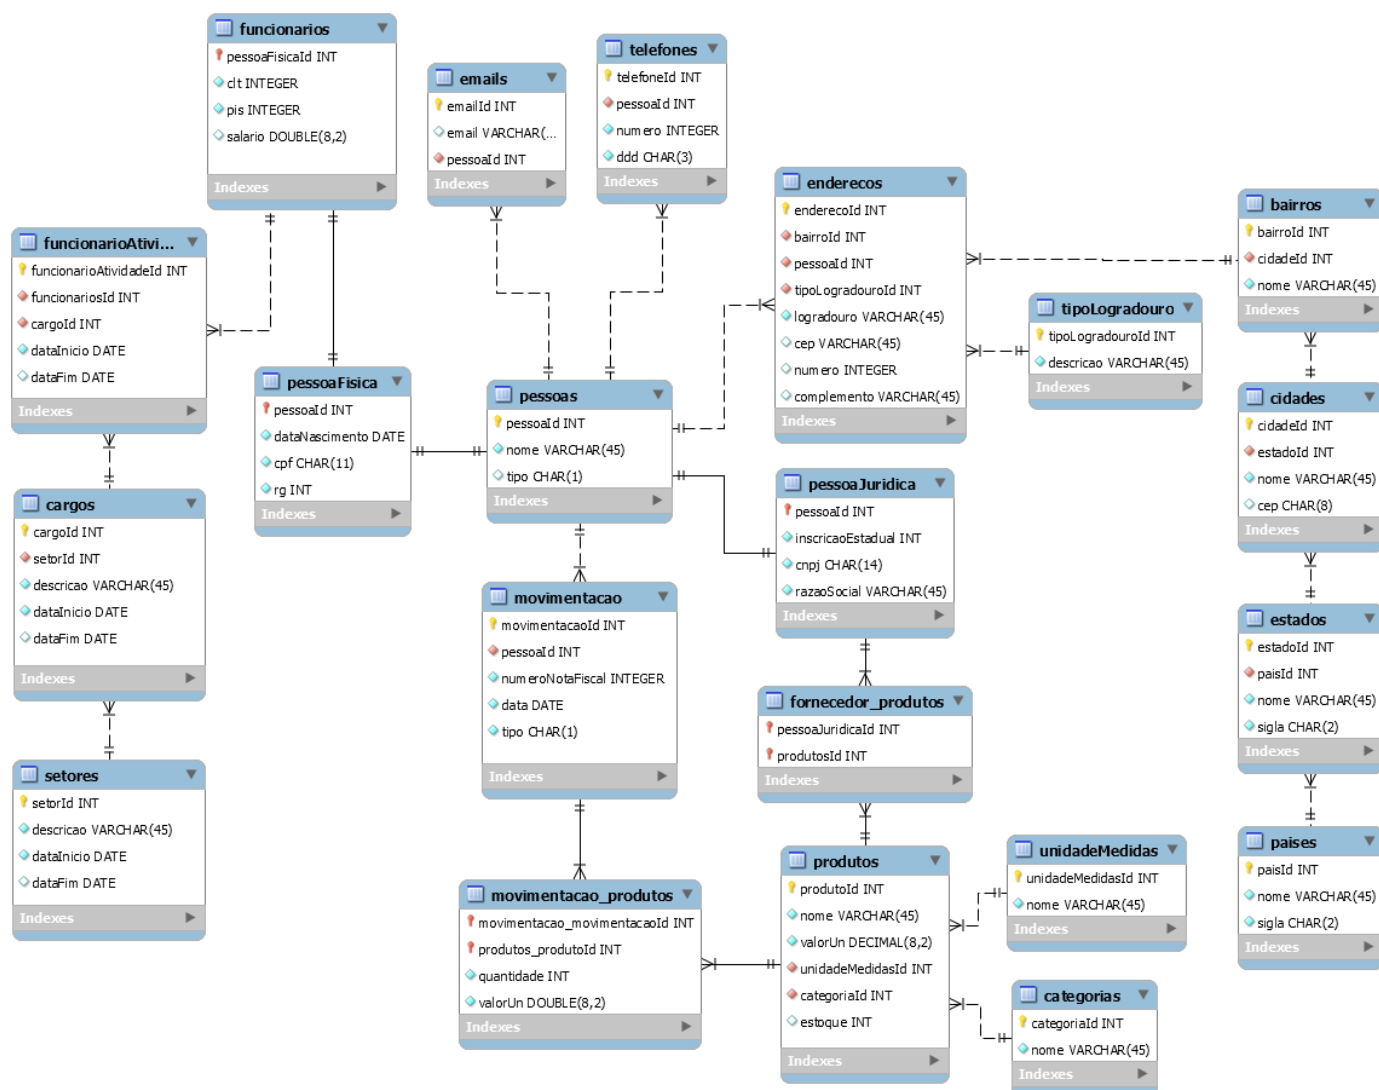 funcionarios
pessoaFisicaId INT
clt INTEGER
pis INTEGER
salario DOUBLE(8,2)
Indexes
emails
emailId INT
email VARCHAR(...
pessoaId INT
Indexes
telefones
telefoneId INT
pessoaId INT
numero INTEGER
ddd CHAR(3)
Indexes
enderecos
enderecoId INT
bairroId INT
pessoaId INT
tipoLogradouroId INT
logradouro VARCHAR(45)
cep VARCHAR(45)
numero INTEGER
complemento VARCHAR(45)
Indexes
bairros
bairroId INT
cidadeId INT
nome VARCHAR(45)
Indexes
funcionarioAtivi...
funcionarioAtividadeId INT
funcionariosId INT
cargoId INT
dataInicio DATE
dataFim DATE
Indexes
tipoLogradouro
tipoLogradouroId INT
descricao VARCHAR(45)
Indexes
pessoaFisica
pessoaId INT
dataNascimento DATE
cpf CHAR(11)
rg INT
Indexes
pessoas
pessoaId INT
nome VARCHAR(45)
tipo CHAR(1)
Indexes
cidades
cidadeId INT
estadoId INT
nome VARCHAR(45)
cep CHAR(8)
Indexes
pessoaJuridica
pessoaId INT
inscricaoEstadual INT
cnpj CHAR(14)
razaoSocial VARCHAR(45)
Indexes
cargos
cargoId INT
setorId INT
descricao VARCHAR(45)
dataInicio DATE
dataFim DATE
Indexes
movimentacao
movimentacaoId INT
pessoaId INT
numeroNotaFiscal INTEGER
data DATE
tipo CHAR(1)
Indexes
estados
estadoId INT
paisId INT
nome VARCHAR(45)
sigla CHAR(2)
Indexes
fornecedor_produtos
pessoaJuridicaId INT
produtosId INT
Indexes
setores
setorId INT
descricao VARCHAR(45)
dataInicio DATE
dataFim DATE
Indexes
movimentacao_produtos
movimentacao_movimentacaoId INT
produtos_produtoId INT
quantidade INT
valorUn DOUBLE(8,2)
Indexes
produtos
produtoId INT
nome VARCHAR(45)
valorUn DECIMAL(8,2)
unidadeMedidasId INT
categoriaId INT
estoque INT
Indexes
unidadeMedidas
unidadeMedidasId INT
nome VARCHAR(45)
Indexes
paises
paisId INT
nome VARCHAR(45)
sigla CHAR(2)
Indexes
categorias
categoriaId INT
nome VARCHAR(45)
Indexes